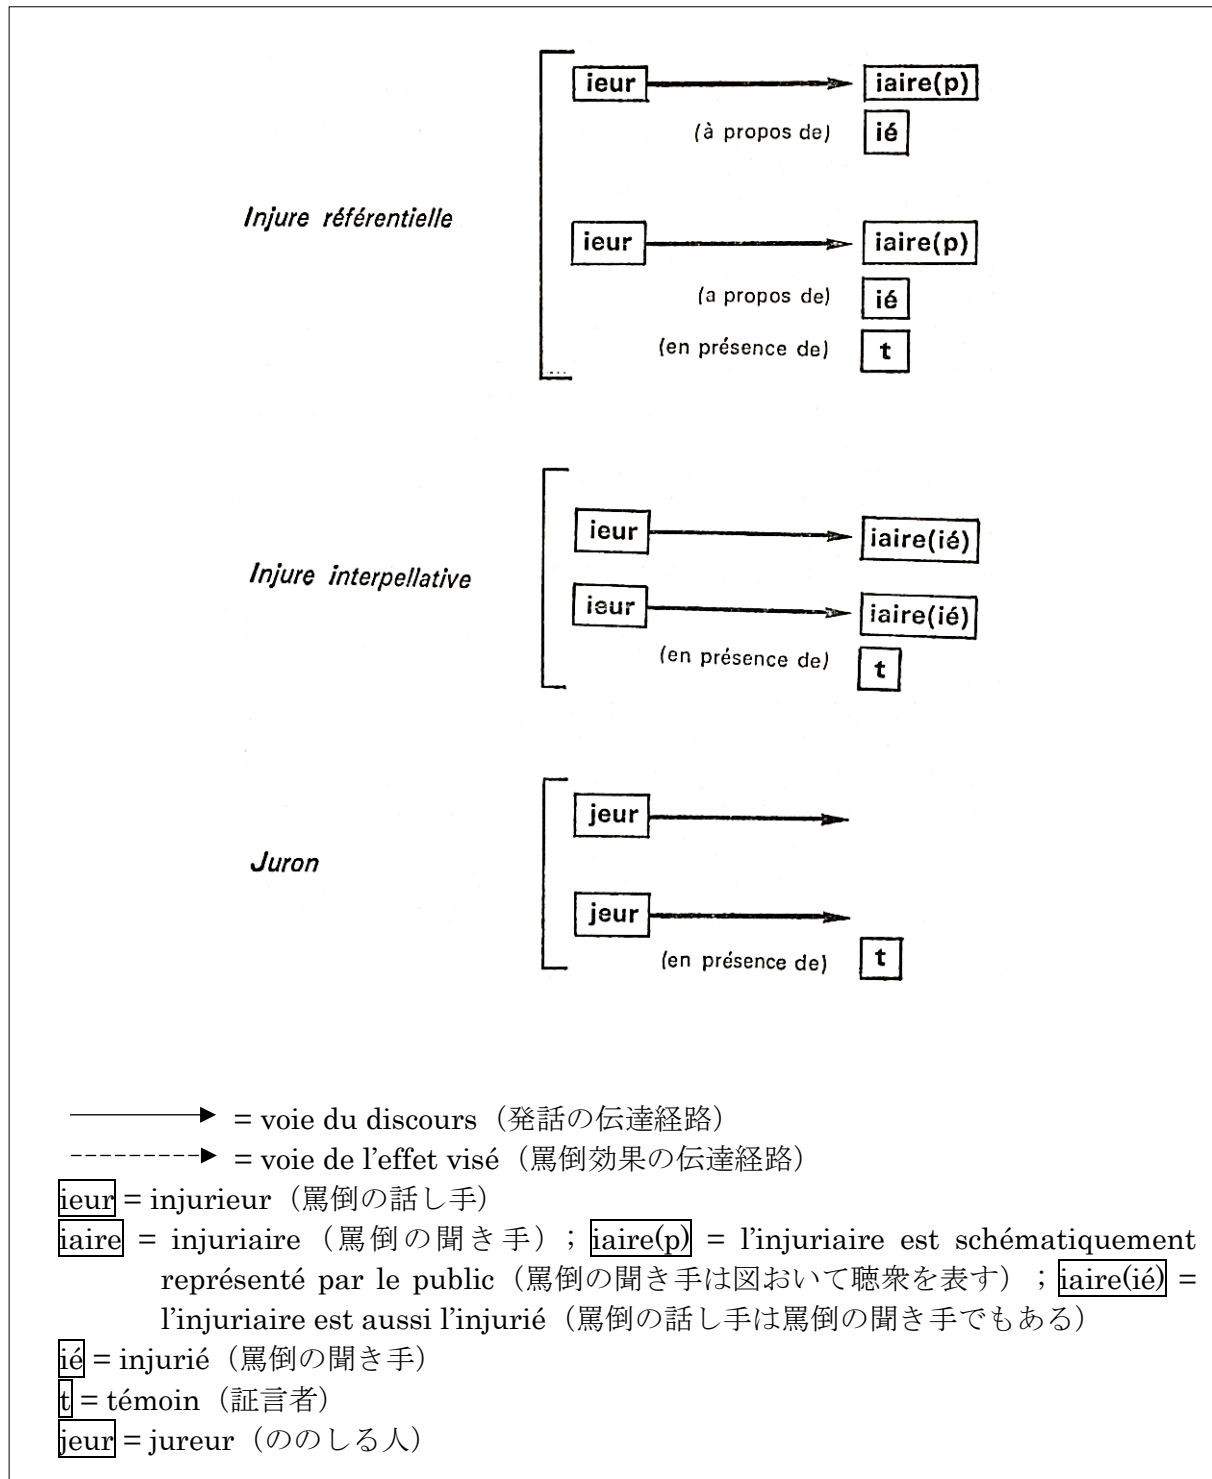 ieur iaire(p)
(à propos de) ié
Injure référentielle
ieur iaire(p)
(a propos de) ié
(en présence de) t
...
ieur iaire(ié)
Injure interpellative
ieur iaire(ié)
(en présence de) t
jeur
Juron
jeur
(en présence de) t
= voie du discours（発話の伝達経路）
= voie de l'effet visé（罵倒効果の伝達経路）
ieur = injurieur（罵倒の話し手）
iaire = injuriaire（罵倒の聞き手）; iaire(p) = l'injuriaire est schématiquement
représenté par le public（罵倒の聞き手は図おいて聴衆を表す）; iaire(ié) =
l'injuriaire est aussi l'injurié（罵倒の話し手は罵倒の聞き手でもある）
ié = injurié（罵倒の聞き手）
t = témoin（証言者）
jeur = jureur（ののしる人）